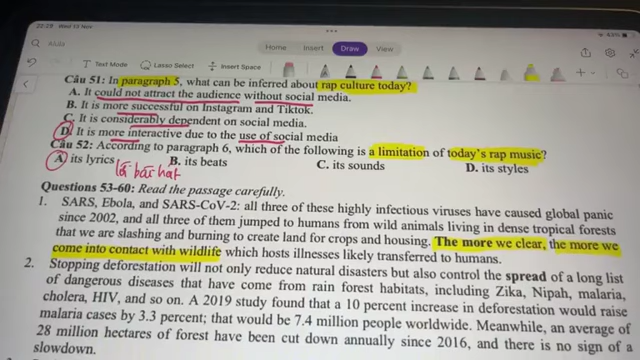 22:28 Wed 13 Nov
42%
Alula
Home Insert Draw View
Text Mode Lasso Select Insert Space
Câu 51: In paragraph 5, what can be inferred about rap culture today?
A. It could not attract the audience without social media.
B. It is more successful on Instagram and Tiktok.
C. It is considerably dependent on social media.
D. It is more interactive due to the use of social media
Câu 52: According to paragraph 6, which of the following is a limitation of today's rap music?
A. its lyrics B. its beats C. its sounds D. its styles
lời bài hát
Questions 53-60: Read the passage carefully.
1. SARS, Ebola, and SARS-CoV-2: all three of these highly infectious viruses have caused global panic
since 2002, and all three of them jumped to humans from wild animals living in dense tropical forests
that we are slashing and burning to create land for crops and housing. The more we clear, the more we
come into contact with wildlife which hosts illnesses likely transferred to humans.
2. Stopping deforestation will not only reduce natural disasters but also control the spread of a long list
of dangerous diseases that have come from rain forest habitats, including Zika, Nipah, malaria,
cholera, HIV, and so on. A 2019 study found that a 10 percent increase in deforestation would raise
malaria cases by 3.3 percent; that would be 7.4 million people worldwide. Meanwhile, an average of
28 million hectares of forest have been cut down annually since 2016, and there is no sign of a
slowdown.